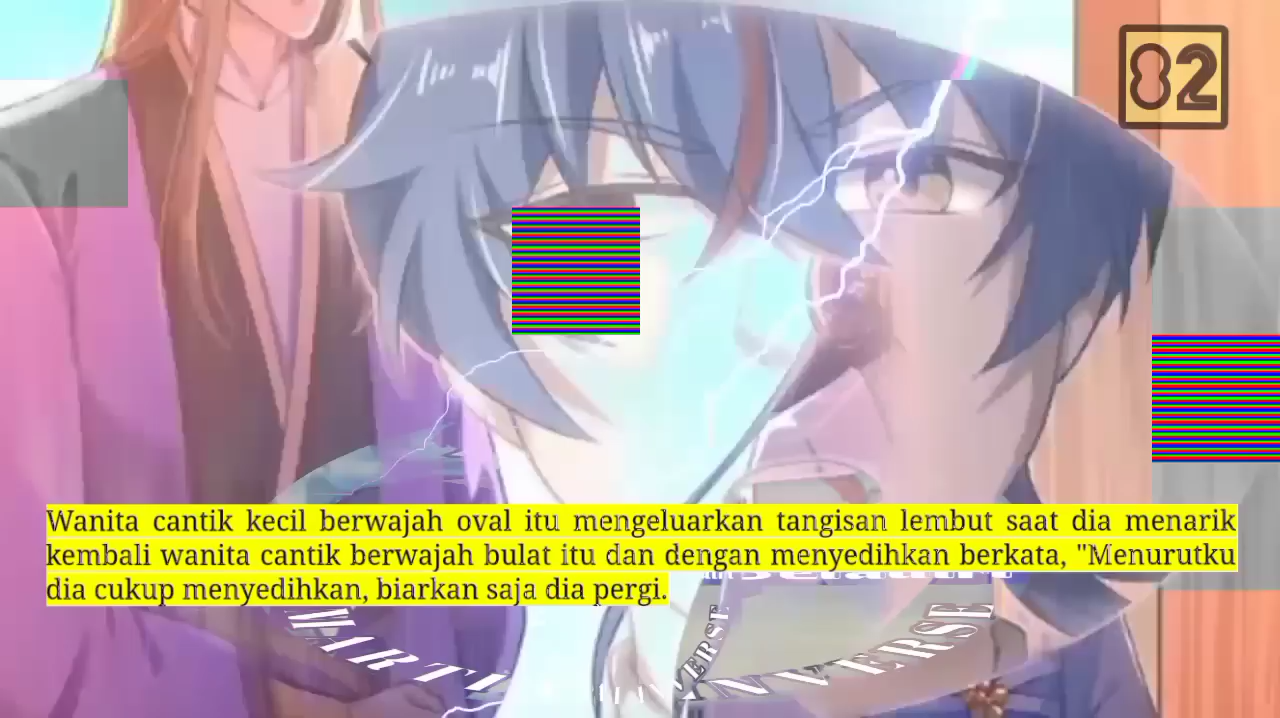 82
Wanita cantik kecil berwajah oval itu mengeluarkan tangisan lembut saat dia menarik
kembali wanita cantik berwajah bulat itu dan dengan menyedihkan berkata, "Menurutku
dia cukup menyedihkan, biarkan saja dia pergi.